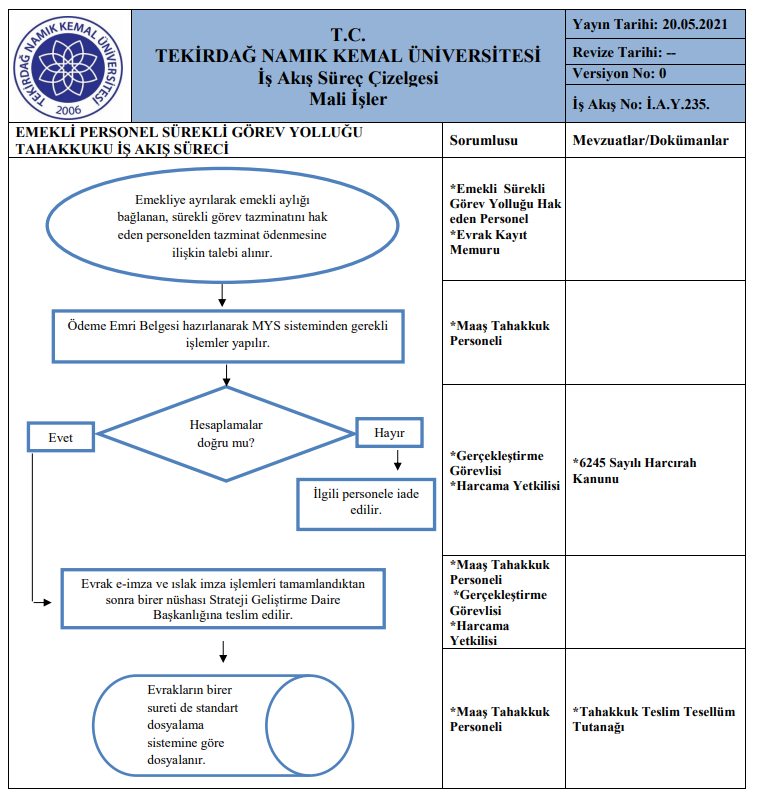 TEKİRDAĞ NAMIK KEMAL ÜNİVERSİTESİ
2006
T.C.
TEKİRDAĞ NAMIK KEMAL ÜNİVERSİTESİ
İş Akış Süreç Çizelgesi
Mali İşler
Yayın Tarihi: 20.05.2021
Revize Tarihi: --
Versiyon No: 0
İş Akış No: İ.A.Y.235.
EMEKLİ PERSONEL SÜREKLİ GÖREV YOLLUĞU
TAHAKKUKU İŞ AKIŞ SÜRECİ
Sorumlusu
Mevzuatlar/Dokümanlar
Emekliye ayrılarak emekli aylığı
bağlanan, sürekli görev tazminatını hak
eden personelden tazminat ödenmesine
ilişkin talebi alınır.
*Emekli Sürekli
Görev Yolluğu Hak
eden Personel
*Evrak Kayıt
Memuru
Ödeme Emri Belgesi hazırlanarak MYS sisteminden gerekli
işlemler yapılır.
*Maaş Tahakkuk
Personeli
Hesaplamalar
doğru mu?
Evet
Hayır
İlgili personele iade
edilir.
*Gerçekleştirme
Görevlisi
*Harcama Yetkilisi
*6245 Sayılı Harcırah
Kanunu
Evrak e-imza ve ıslak imza işlemleri tamamlandıktan
sonra birer nüshası Strateji Geliştirme Daire
Başkanlığına teslim edilir.
*Maaş Tahakkuk
Personeli
*Gerçekleştirme
Görevlisi
*Harcama
Yetkilisi
Evrakların birer
sureti de standart
dosyalama
sistemine göre
dosyalanır.
*Maaş Tahakkuk
Personeli
*Tahakkuk Teslim Tesellüm
Tutanağı